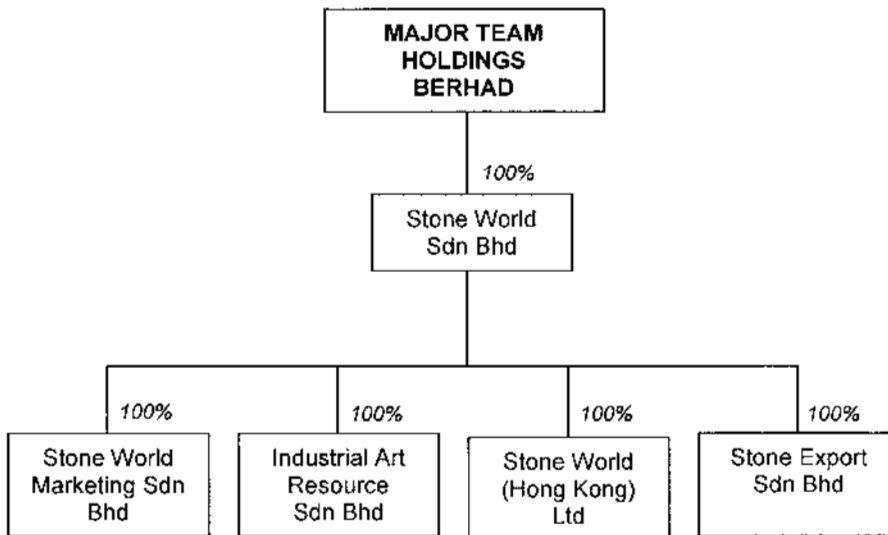 MAJOR TEAM
HOLDINGS
BERHAD
100%
Stone World
Sdn Bhd
100%
100%
100%
100%
Stone World
Marketing Sdn
Bhd
Industrial Art
Resource
Sdn Bhd
Stone World
(Hong Kong)
Ltd
Stone Export
Sdn Bhd